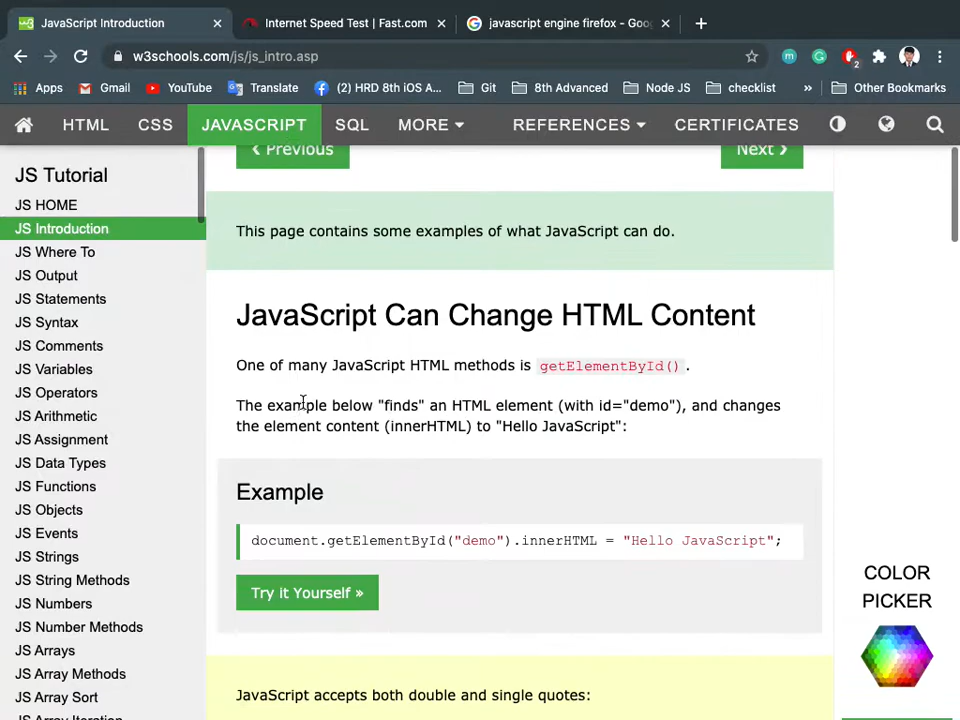 JavaScript Introduction
Internet Speed Test | Fast.com
javascript engine firefox - Goo
w3schools.com/js/js_intro.asp
2
Apps
Gmail
YouTube
Translate
(2) HRD 8th iOS A...
Git
8th Advanced
Node JS
checklist
»
Other Bookmarks
HTML
CSS
JAVASCRIPT
SQL
MORE
REFERENCES
CERTIFICATES
‹ Previous
Next ›
JS Tutorial
JS HOME
JS Introduction
JS Where To
JS Output
JS Statements
JS Syntax
JS Comments
JS Variables
JS Operators
JS Arithmetic
JS Assignment
JS Data Types
JS Functions
JS Objects
JS Events
JS Strings
JS String Methods
JS Numbers
JS Number Methods
JS Arrays
JS Array Methods
JS Array Sort
JS Array Iteration
This page contains some examples of what JavaScript can do.
JavaScript Can Change HTML Content
One of many JavaScript HTML methods is getElementById().
The example below "finds" an HTML element (with id="demo"), and changes
the element content (innerHTML) to "Hello JavaScript":
Example
document.getElementById("demo").innerHTML = "Hello JavaScript";
Try it Yourself »
JavaScript accepts both double and single quotes:
COLOR
PICKER